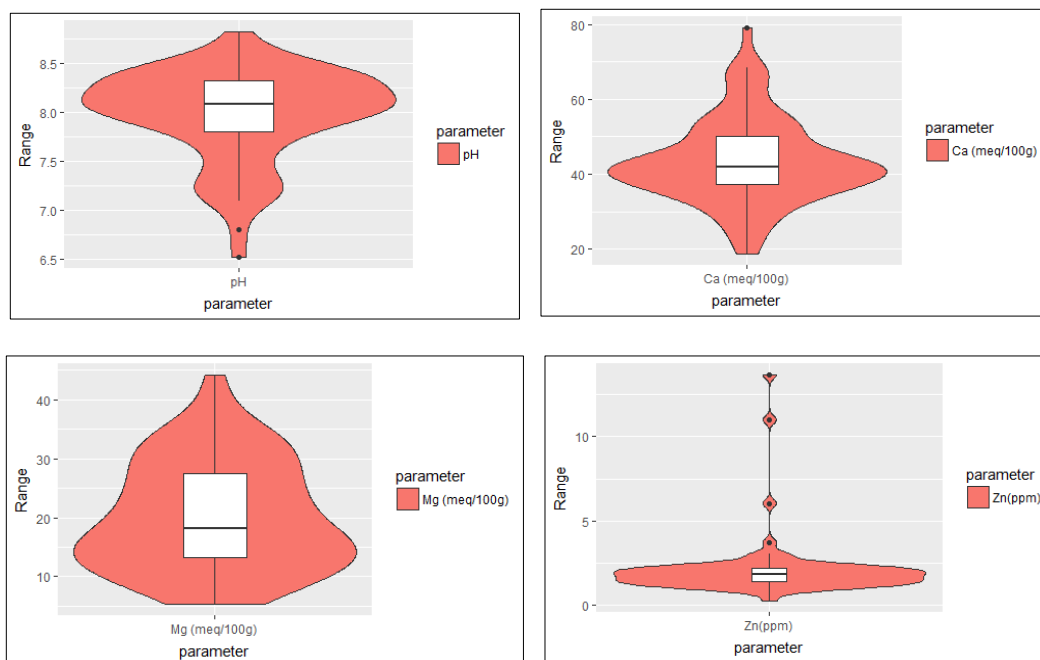 8.5
8.0
7.5
7.0
6.5
Range
pH
parameter
parameter
pH
80
60
40
20
Range
Ca (meq/100g)
parameter
parameter
Ca (meq/100g)
40
30
20
10
Range
Mg (meq/100g)
parameter
parameter
Mg (meq/100g)
10
5
0
Range
Zn(ppm)
parameter
parameter
Zn(ppm)